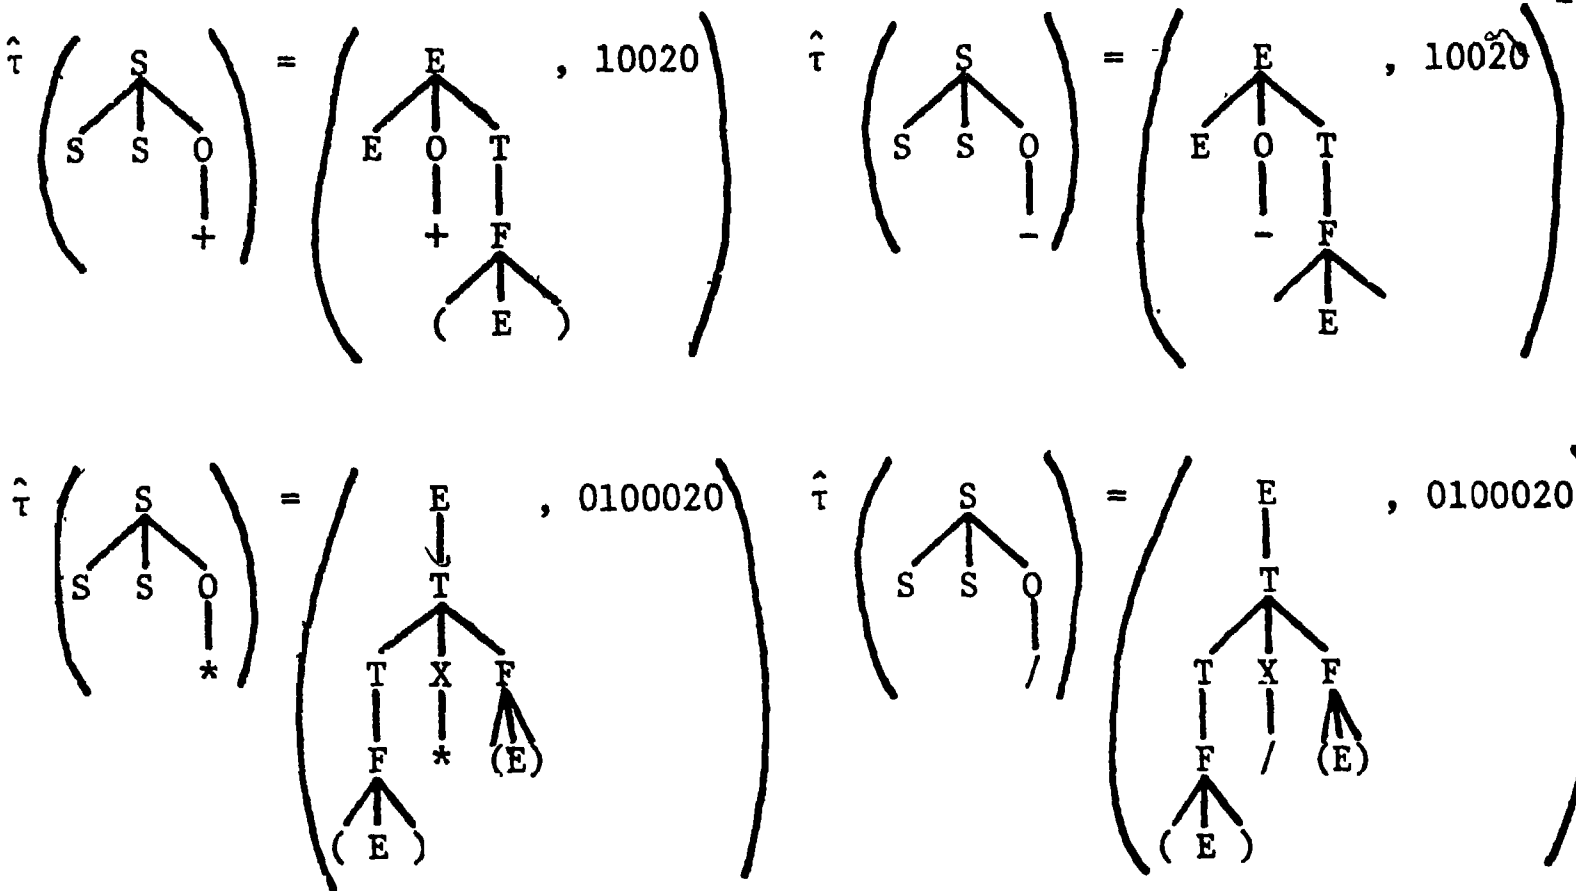 τ̂ ( S = ( E , 10020 ) τ̂ ( S ) = ( E , 10020 )
S S O E O T S S O E O T
+ + F - - F
( E ) E
τ̂ ( S ) = ( E , 0100020 ) τ̂ ( S ) = ( E , 0100020
T T
S S O T X F S S O T X F
* F * (E) / F / (E)
( E ) ( E )